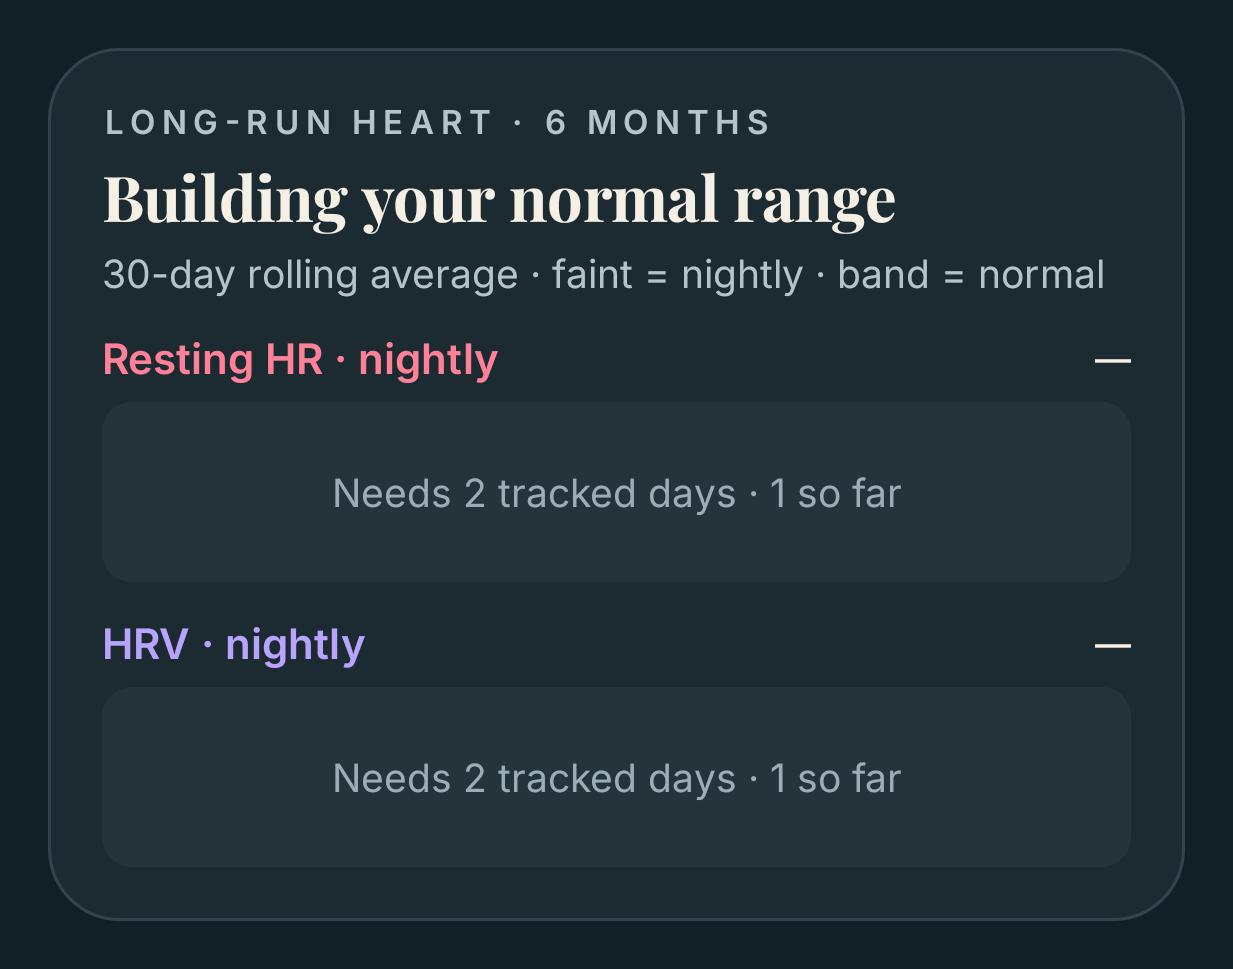 LONG-RUN HEART · 6 MONTHS
Building your normal range
30-day rolling average · faint = nightly · band = normal
Resting HR · nightly —
Needs 2 tracked days · 1 so far
HRV · nightly —
Needs 2 tracked days · 1 so far